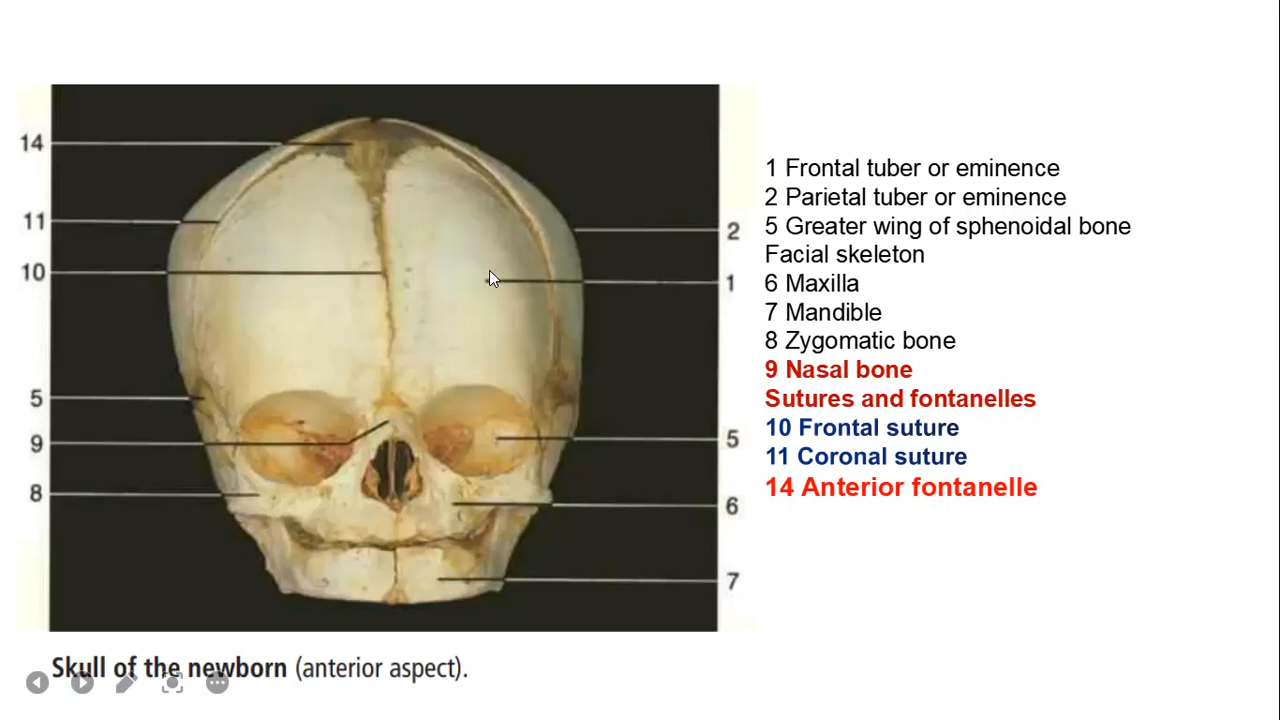 14
11
10
5
9
8
2
1
5
6
7
1 Frontal tuber or eminence
2 Parietal tuber or eminence
5 Greater wing of sphenoidal bone
Facial skeleton
6 Maxilla
7 Mandible
8 Zygomatic bone
9 Nasal bone
Sutures and fontanelles
10 Frontal suture
11 Coronal suture
14 Anterior fontanelle
Skull of the newborn (anterior aspect).